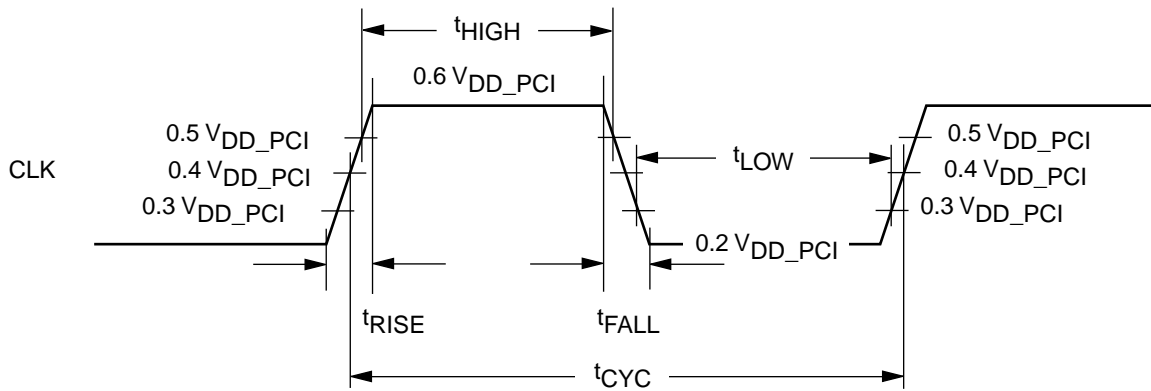 tHIGH
0.6 VDD_PCI
0.5 VDD_PCI
0.5 VDD_PCI
tLOW
CLK
0.4 VDD_PCI
0.4 VDD_PCI
0.3 VDD_PCI
0.3 VDD_PCI
0.2 VDD_PCI
tRISE
tFALL
tCYC